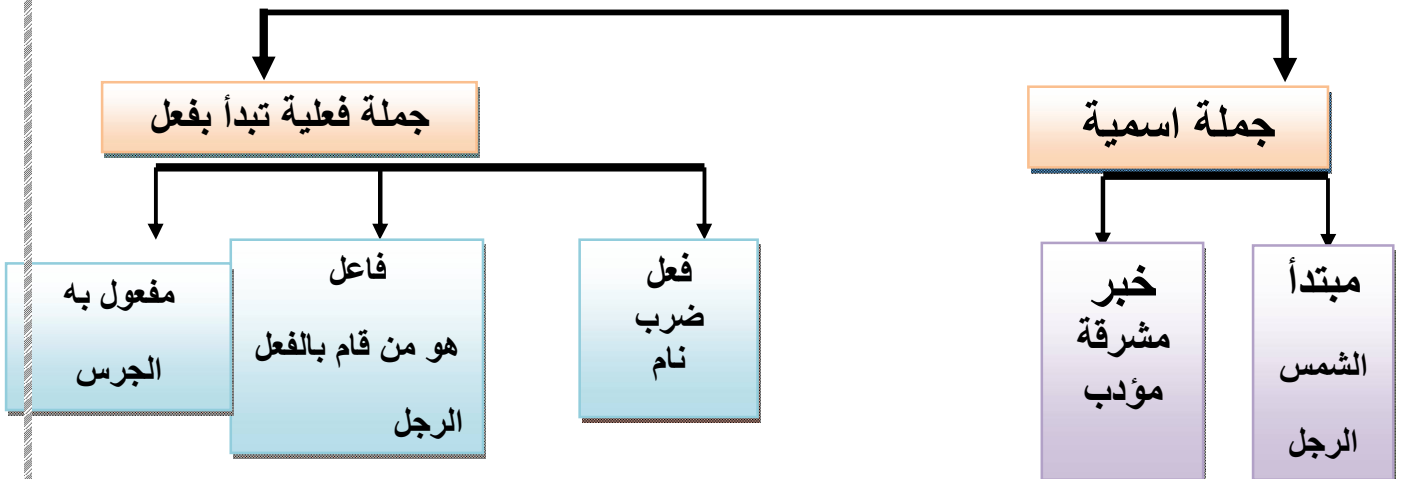 جملة اسمية
جملة فعلية تبدأ بفعل
مبتدأ
الشمس
الرجل
خبر
مشرقة
مؤدب
فعل
ضرب
نام
فاعل
هو من قام بالفعل
الرجل
مفعول به
الجرس